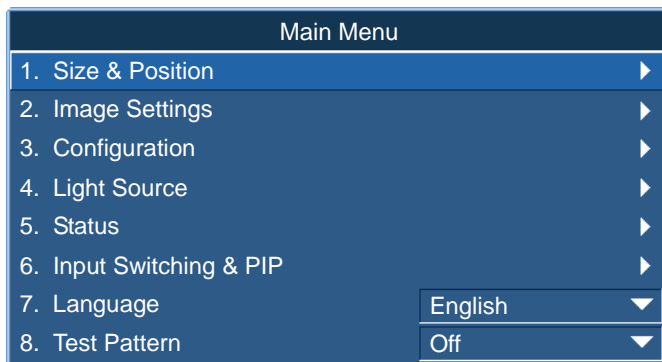 Main Menu
1. Size & Position
2. Image Settings
3. Configuration
4. Light Source
5. Status
6. Input Switching & PIP
7. Language English
8. Test Pattern Off